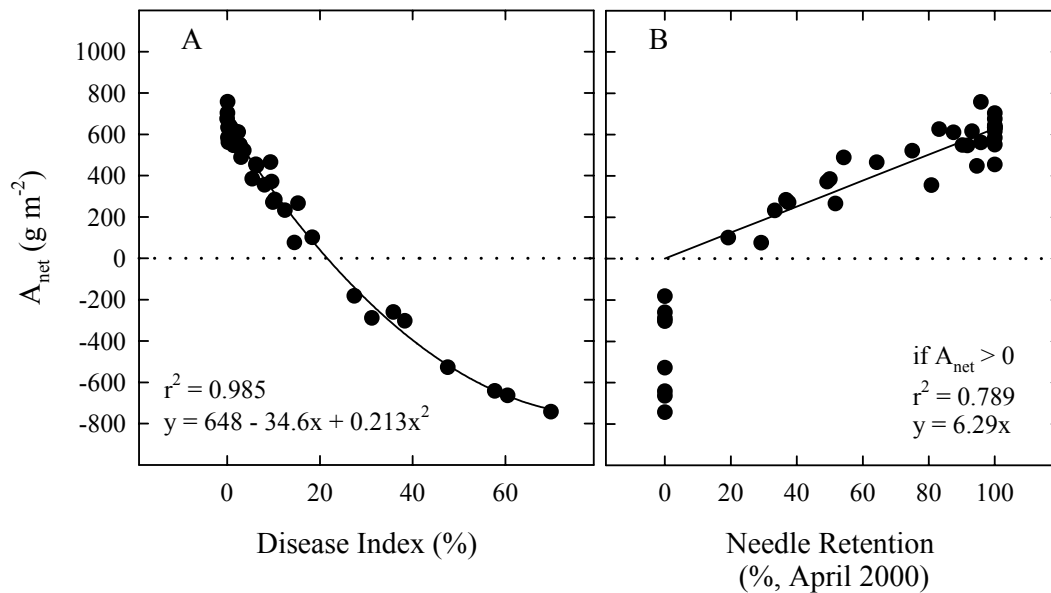 A
B
1000
800
600
400
200
0
-200
-400
-600
-800
A_net (g m^-2)
r^2 = 0.985
y = 648 - 34.6x + 0.213x^2
if A_net > 0
r^2 = 0.789
y = 6.29x
0 20 40 60
0 20 40 60 80 100
Disease Index (%)
Needle Retention
(%, April 2000)